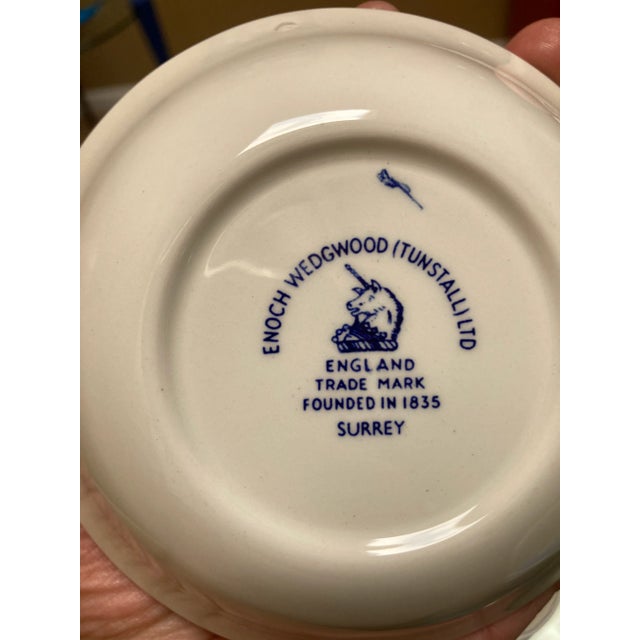 ENOCH WEDGWOOD (TUNSTALL) LTD
ENGLAND
TRADE MARK
FOUNDED IN 1835
SURREY